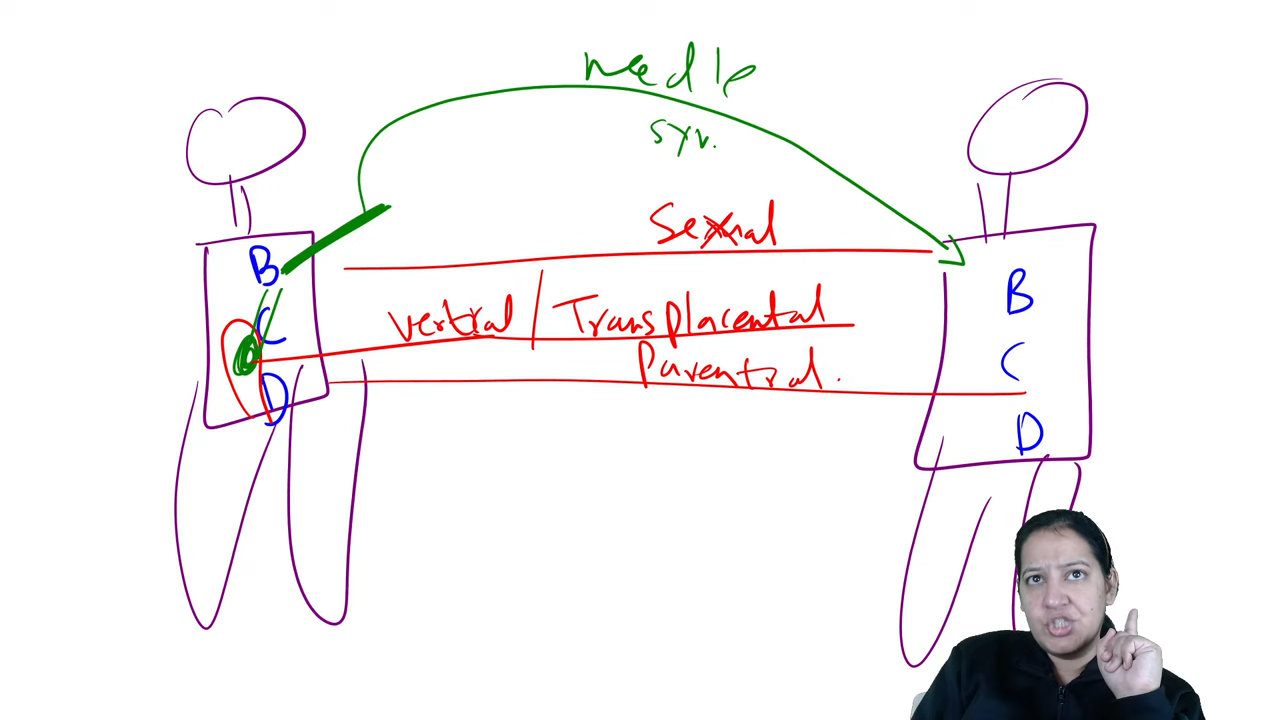 needle
syr.
Sexual
B
vertical / Transplacental
B
C
Parentral.
C
D
D